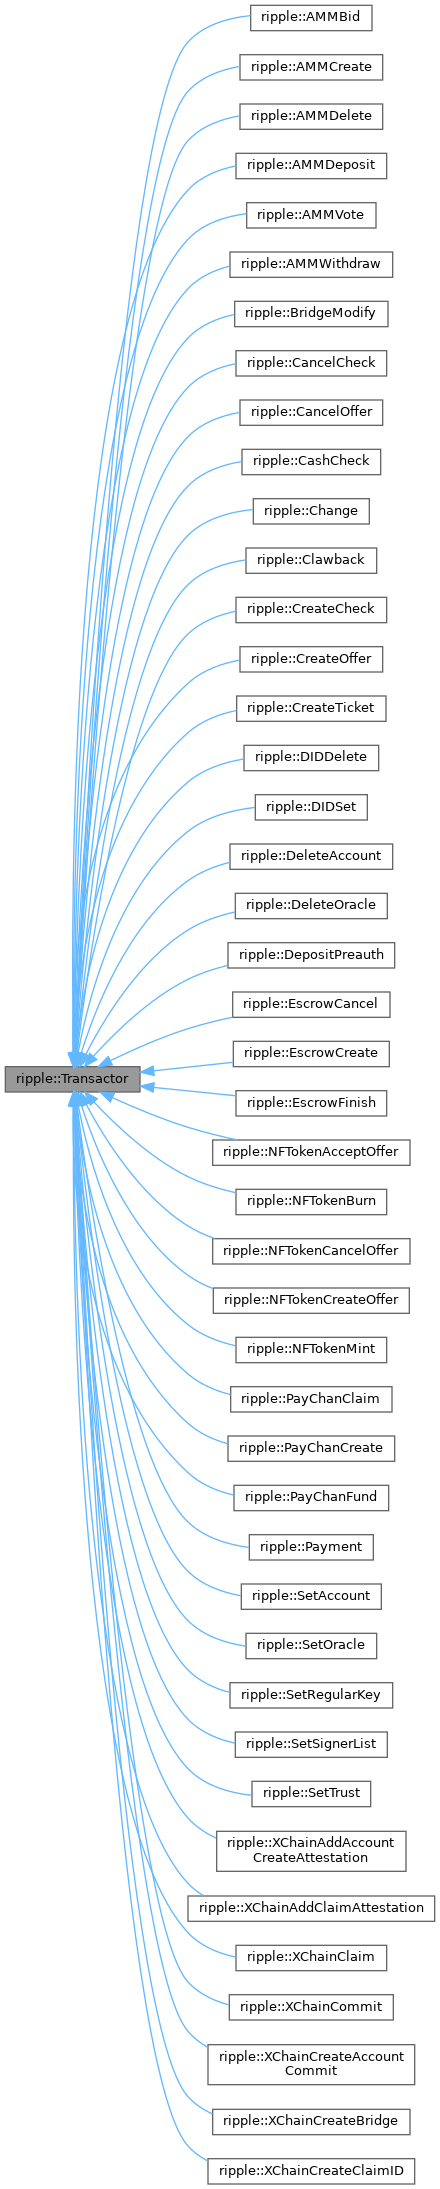 ripple::AMMBid
ripple::AMMCreate
ripple::AMMDelete
ripple::AMMDeposit
ripple::AMMVote
ripple::AMMWithdraw
ripple::BridgeModify
ripple::CancelCheck
ripple::CancelOffer
ripple::CashCheck
ripple::Change
ripple::Clawback
ripple::CreateCheck
ripple::CreateOffer
ripple::CreateTicket
ripple::DIDDelete
ripple::DIDSet
ripple::DeleteAccount
ripple::DeleteOracle
ripple::DepositPreauth
ripple::EscrowCancel
ripple::EscrowCreate
ripple::Transactor
ripple::EscrowFinish
ripple::NFTokenAcceptOffer
ripple::NFTokenBurn
ripple::NFTokenCancelOffer
ripple::NFTokenCreateOffer
ripple::NFTokenMint
ripple::PayChanClaim
ripple::PayChanCreate
ripple::PayChanFund
ripple::Payment
ripple::SetAccount
ripple::SetOracle
ripple::SetRegularKey
ripple::SetSignerList
ripple::SetTrust
ripple::XChainAddAccount
CreateAttestation
ripple::XChainAddClaimAttestation
ripple::XChainClaim
ripple::XChainCommit
ripple::XChainCreateAccount
Commit
ripple::XChainCreateBridge
ripple::XChainCreateClaimID